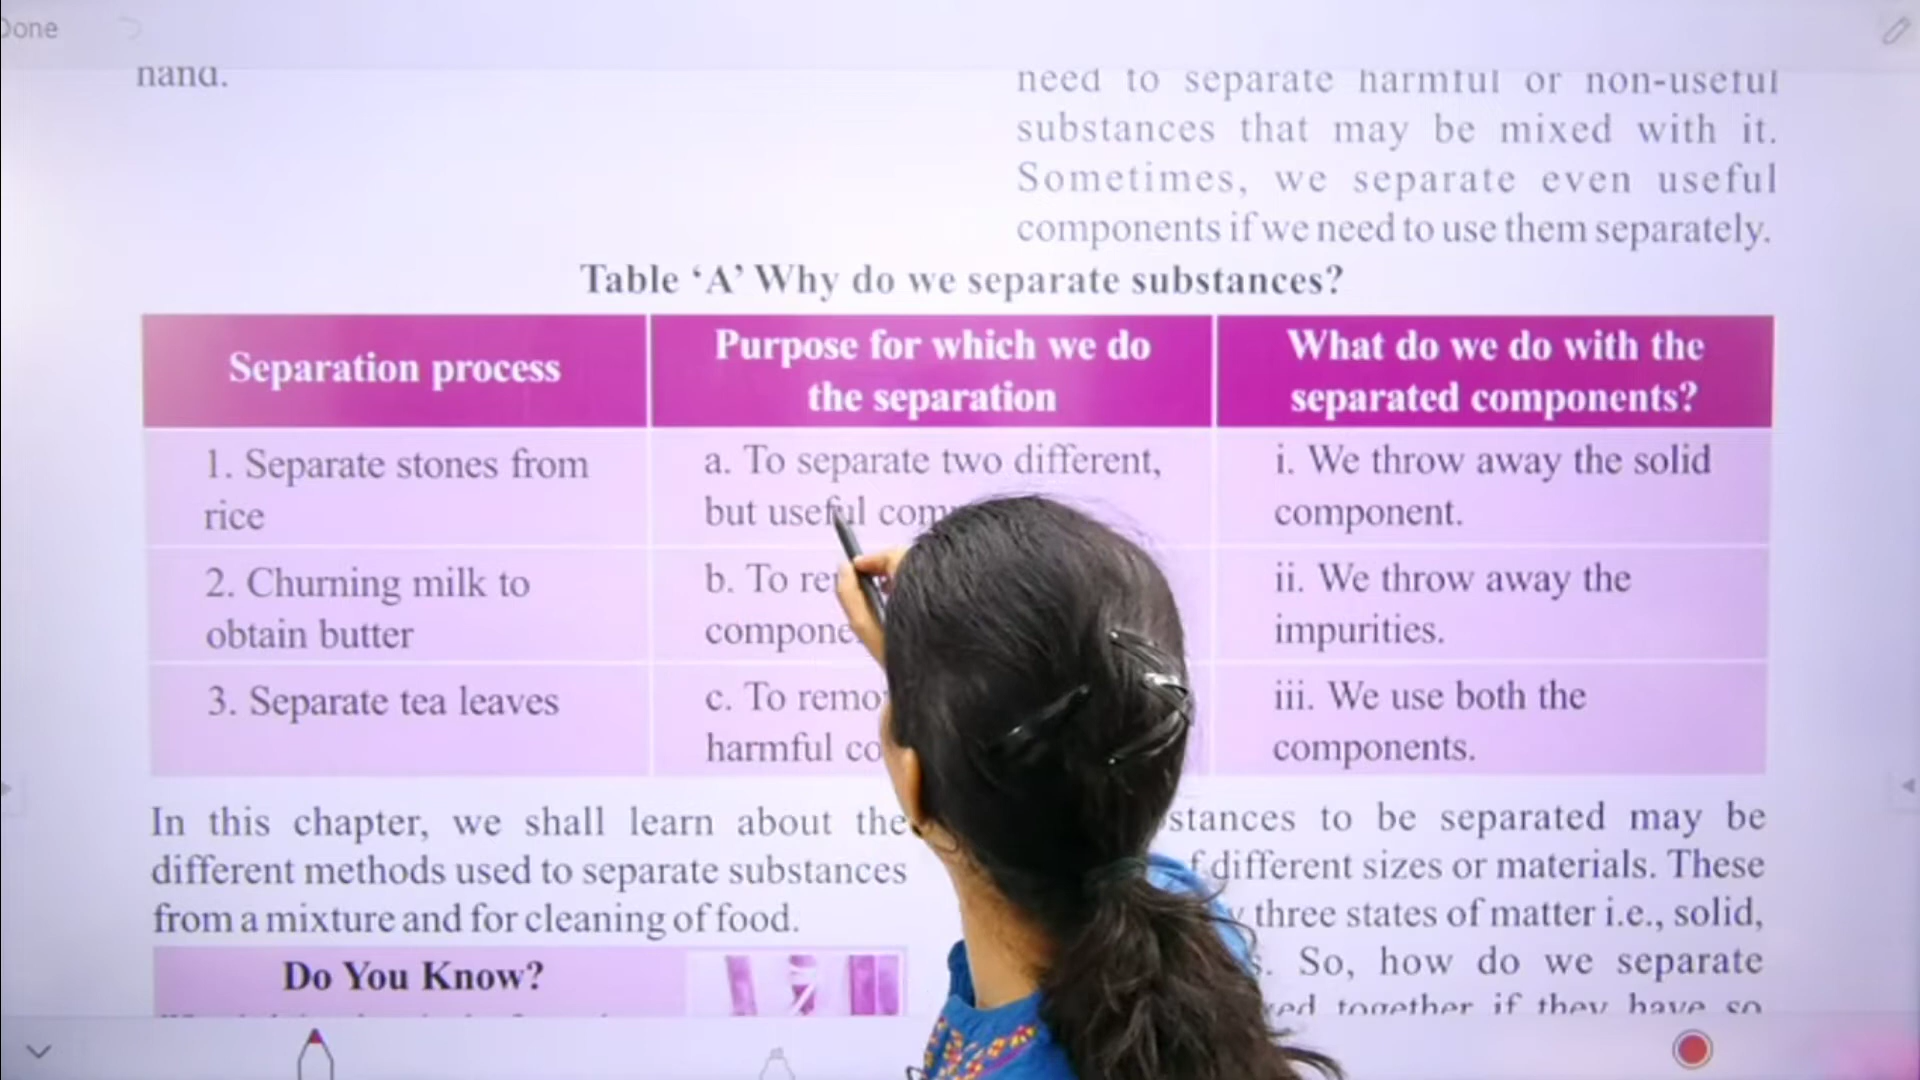 Done
hand.
need to separate harmful or non-useful
substances that may be mixed with it.
Sometimes, we separate even useful
components if we need to use them separately.
Table ‘A’ Why do we separate substances?
Separation process
Purpose for which we do
the separation
What do we do with the
separated components?
1. Separate stones from
rice
a. To separate two different,
but useful
i. We throw away the solid
component.
2. Churning milk to
obtain butter
b. To
ii. We throw away the
impurities.
3. Separate tea leaves
c. To
harmful
iii. We use both the
components.
In this chapter, we shall learn about the
different methods used to separate substances
from a mixture and for cleaning of food.
Do You Know?
to be separated may be
different sizes or materials. These
three states of matter i.e., solid,
So, how do we separate
together if they have so